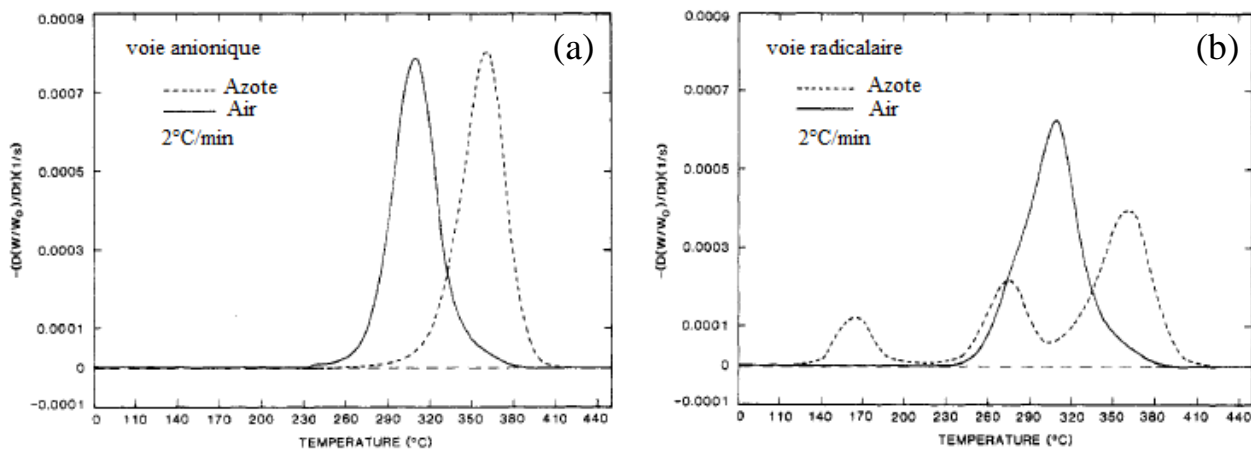 voie anionique
(a)
Azote
Air
2°C/min
0.0009
0.0007
0.0005
0.0003
0.0001
0
-0.0001
-(D(W/W₀)/Dt)(1/s)
0 110 140 170 200 230 260 290 320 350 380 410 450
TEMPERATURE (°C)
voie radicalaire
(b)
Azote
Air
2°C/min
0.0009
0.0007
0.0005
0.0003
0.0001
0
-0.0001
-(D(W/W₀)/Dt)(1/s)
0 110 140 170 200 230 260 290 320 350 380 410 440
TEMPERATURE (°C)